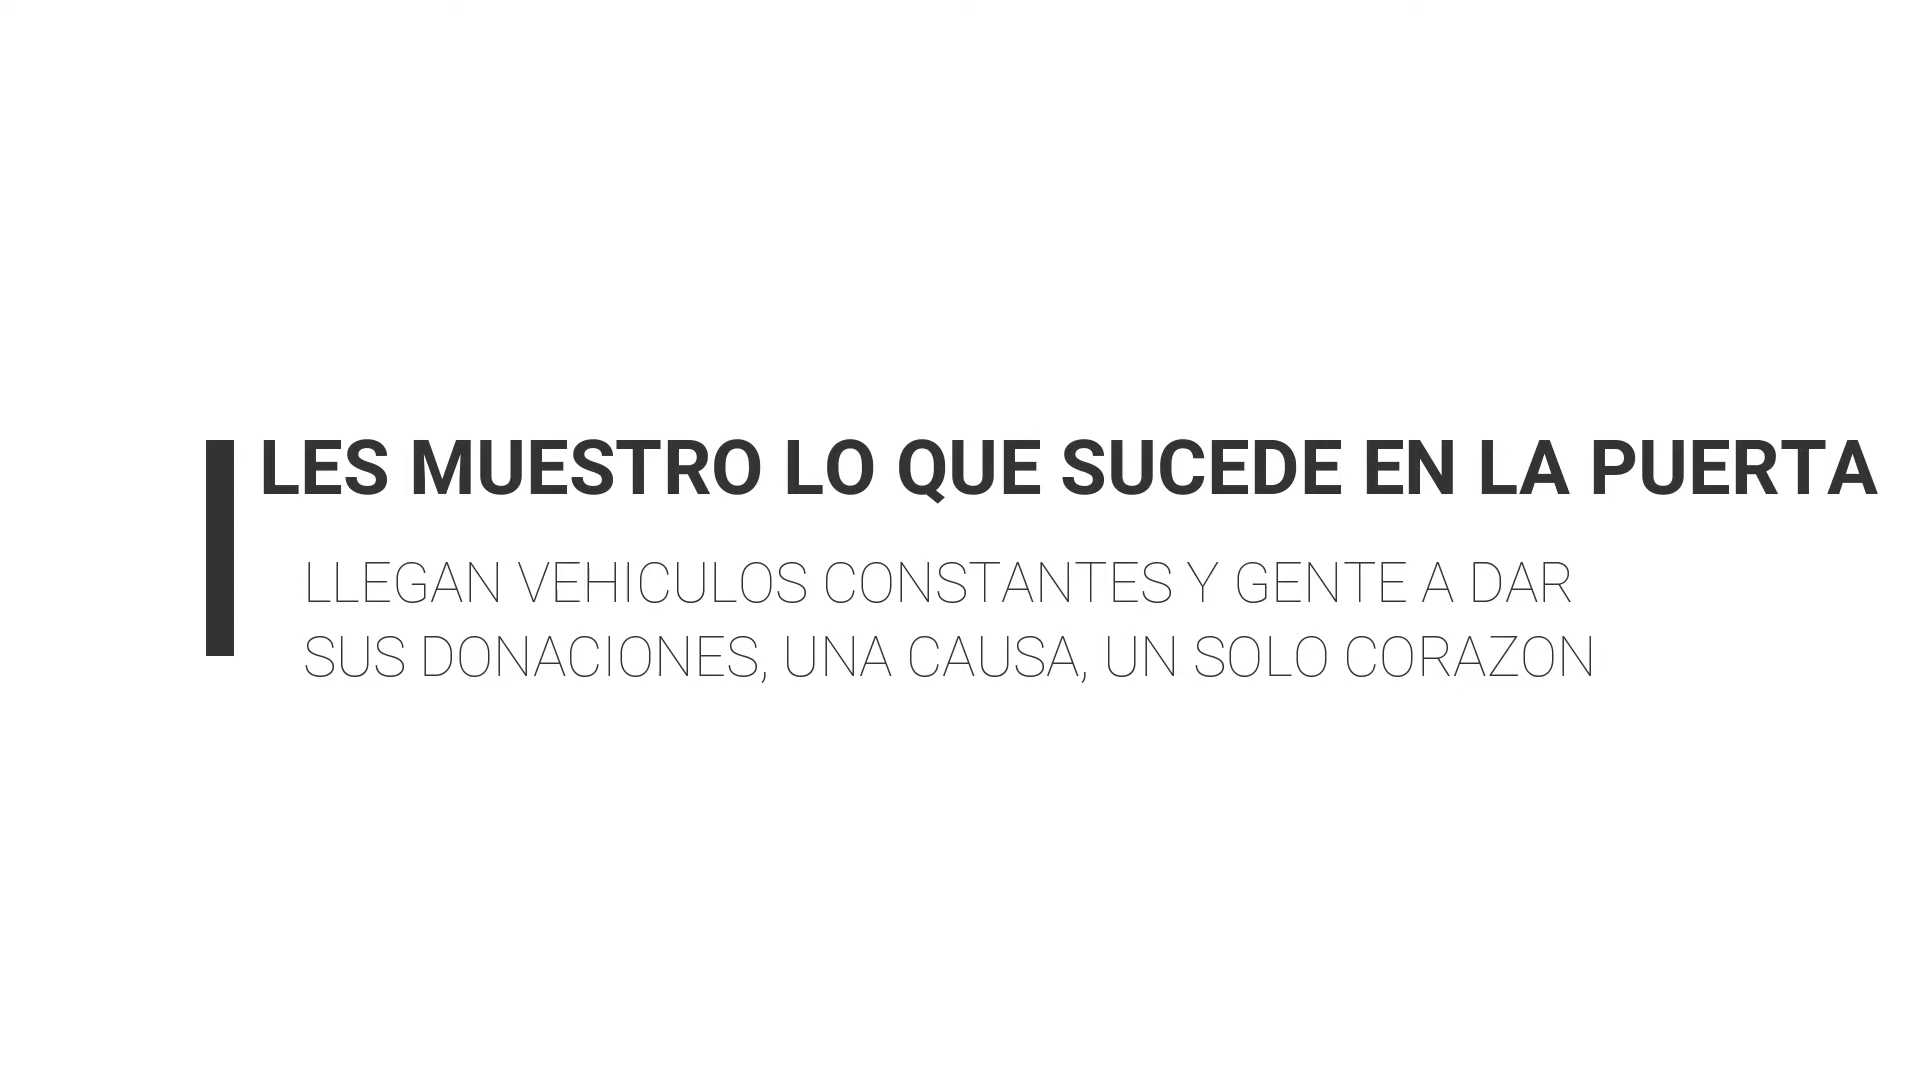 LES MUESTRO LO QUE SUCEDE EN LA PUERTA
LLEGAN VEHICULOS CONSTANTES Y GENTE A DAR
SUS DONACIONES, UNA CAUSA, UN SOLO CORAZON